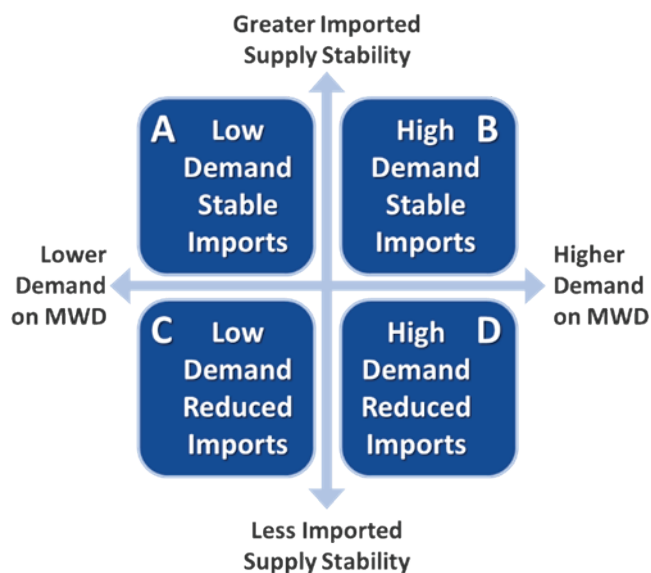 Greater Imported
Supply Stability
A Low
Demand
Stable
Imports
High B
Demand
Stable
Imports
Lower
Demand
on MWD
Higher
Demand
on MWD
C Low
Demand
Reduced
Imports
High D
Demand
Reduced
Imports
Less Imported
Supply Stability